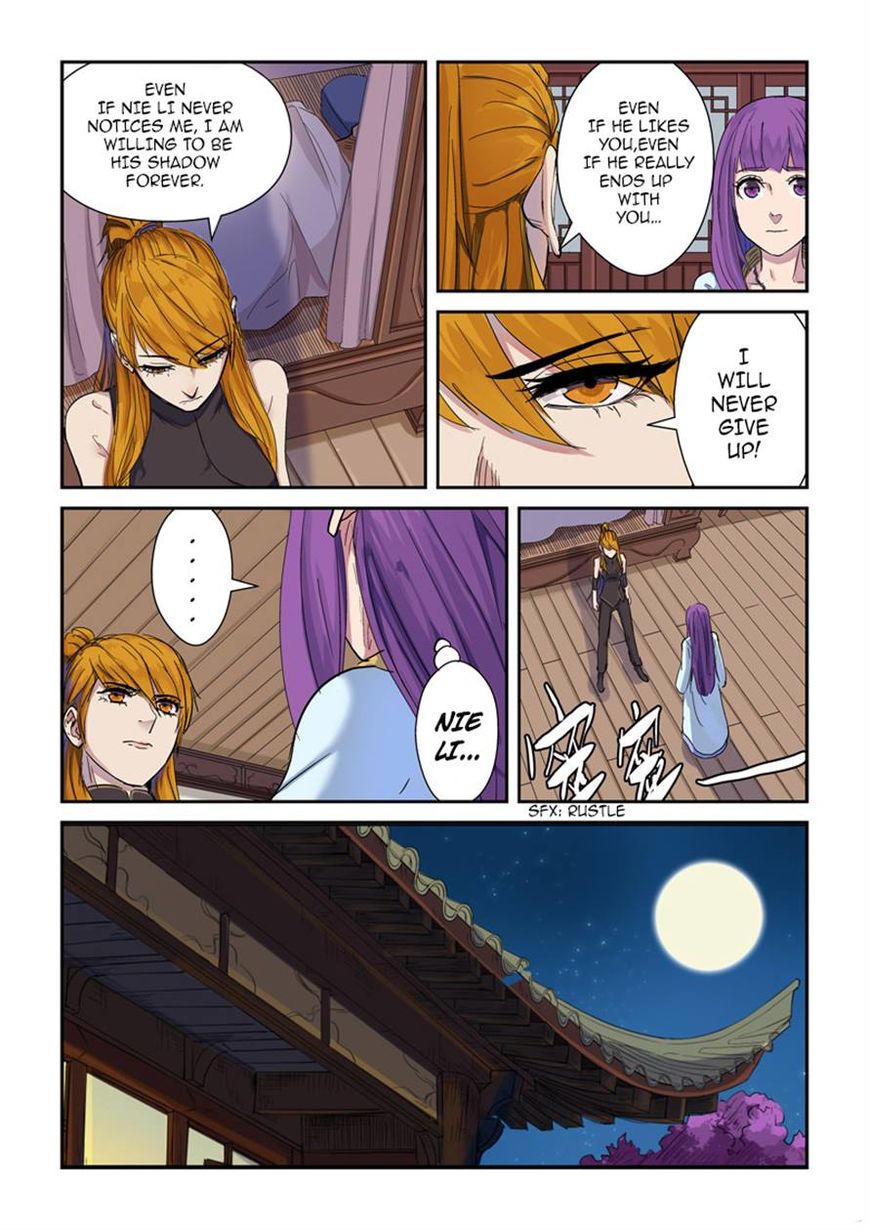 EVEN
IF NIE LI NEVER
NOTICES ME, I AM
WILLING TO BE
HIS SHADOW
FOREVER.
EVEN
IF HE LIKES
YOU,EVEN
IF HE REALLY
ENDS UP
WITH
YOU...
I
WILL
NEVER
GIVE
UP!
.....
NIE
LI...
SFX: RUSTLE